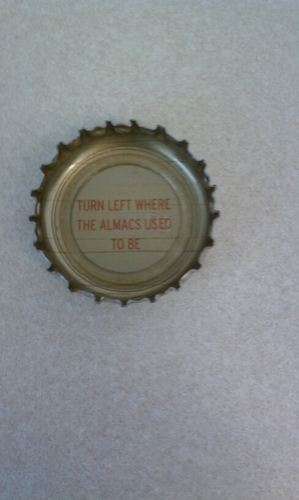 TURN LEFT WHERE
THE ALMACS USED
TO BE